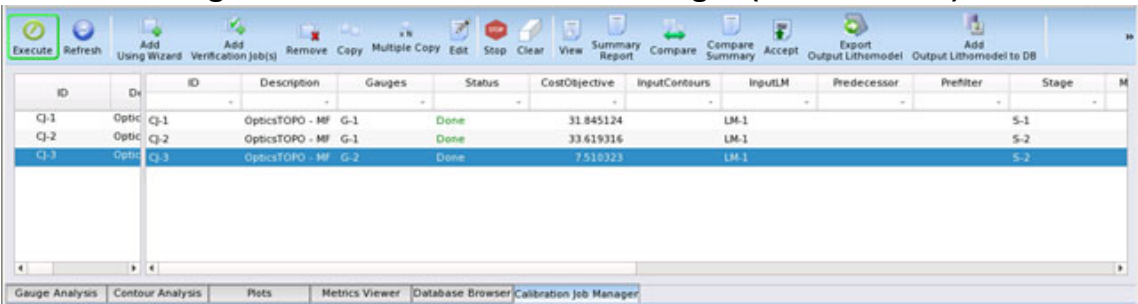 Execute Refresh Add Using Wizard Add Verification Job(s) Remove Copy Multiple Copy Edit Stop Clear View Summary Report Compare Compare Summary Accept Export Output Lithomodel Add Output Lithomodel to DB »
ID De ID Description Gauges Status CostObjective InputContours InputLM Predecessor Prefilter Stage M
CJ-1 Optic CJ-1 OpticsTOPO - MF G-1 Done 31.845124 LM-1 S-1
CJ-2 Optic CJ-2 OpticsTOPO - MF G-1 Done 33.619316 LM-1 S-2
CJ-3 Optic CJ-3 OpticsTOPO - MF G-2 Done 7.510323 LM-1 S-2
Gauge Analysis Contour Analysis Plots Metrics Viewer Database Browser Calibration Job Manager